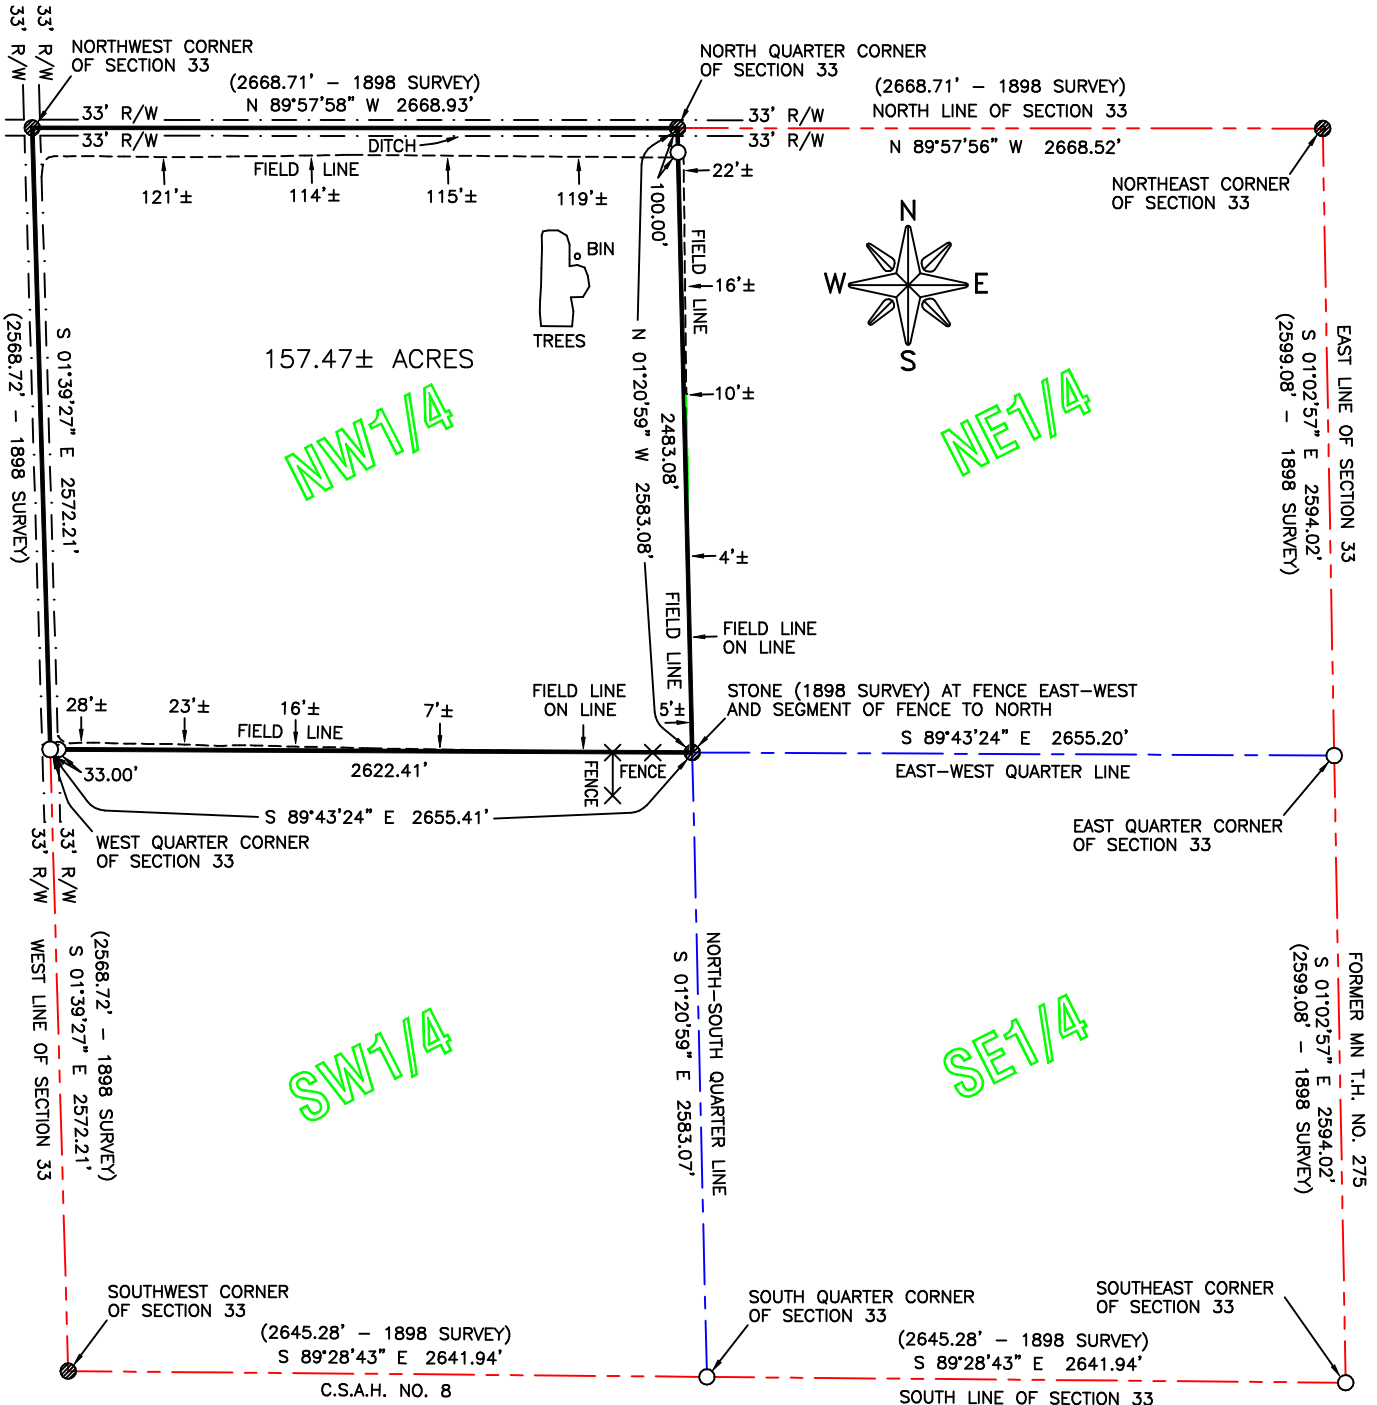 33' R/W
33' R/W
NORTHWEST CORNER
OF SECTION 33
(2668.71' – 1898 SURVEY)
N 89°57'58" W 2668.93'
33' R/W
33' R/W
DITCH
NORTH QUARTER CORNER
OF SECTION 33
(2668.71' – 1898 SURVEY)
NORTH LINE OF SECTION 33
33' R/W
33' R/W
N 89°57'56" W 2668.52'
NORTHEAST CORNER
OF SECTION 33
FIELD LINE
121'±
114'±
115'±
119'±
22'±
100.00'
FIELD LINE
16'±
10'±
BIN
TREES
N
W
E
S
157.47± ACRES
NW1/4
NE1/4
S 01°39'27" E 2572.21'
(2568.72' – 1898 SURVEY)
N 01°20'59" W 2583.08'
2483.08'
4'±
FIELD LINE
FIELD LINE
ON LINE
EAST LINE OF SECTION 33
S 01°02'57" E 2594.02'
(2599.08' – 1898 SURVEY)
28'±
23'±
16'±
7'±
FIELD LINE
FIELD LINE
ON LINE
5'±
STONE (1898 SURVEY) AT FENCE EAST–WEST
AND SEGMENT OF FENCE TO NORTH
S 89°43'24" E 2655.20'
EAST–WEST QUARTER LINE
33.00'
2622.41'
FENCE
FENCE
S 89°43'24" E 2655.41'
WEST QUARTER CORNER
OF SECTION 33
EAST QUARTER CORNER
OF SECTION 33
33' R/W
33' R/W
WEST LINE OF SECTION 33
S 01°39'27" E 2572.21'
(2568.72' – 1898 SURVEY)
SW1/4
SE1/4
NORTH–SOUTH QUARTER LINE
S 01°20'59" E 2583.07'
FORMER MN T.H. NO. 275
S 01°02'57" E 2594.02'
(2599.08' – 1898 SURVEY)
SOUTHWEST CORNER
OF SECTION 33
(2645.28' – 1898 SURVEY)
S 89°28'43" E 2641.94'
C.S.A.H. NO. 8
SOUTH QUARTER CORNER
OF SECTION 33
(2645.28' – 1898 SURVEY)
S 89°28'43" E 2641.94'
SOUTH LINE OF SECTION 33
SOUTHEAST CORNER
OF SECTION 33